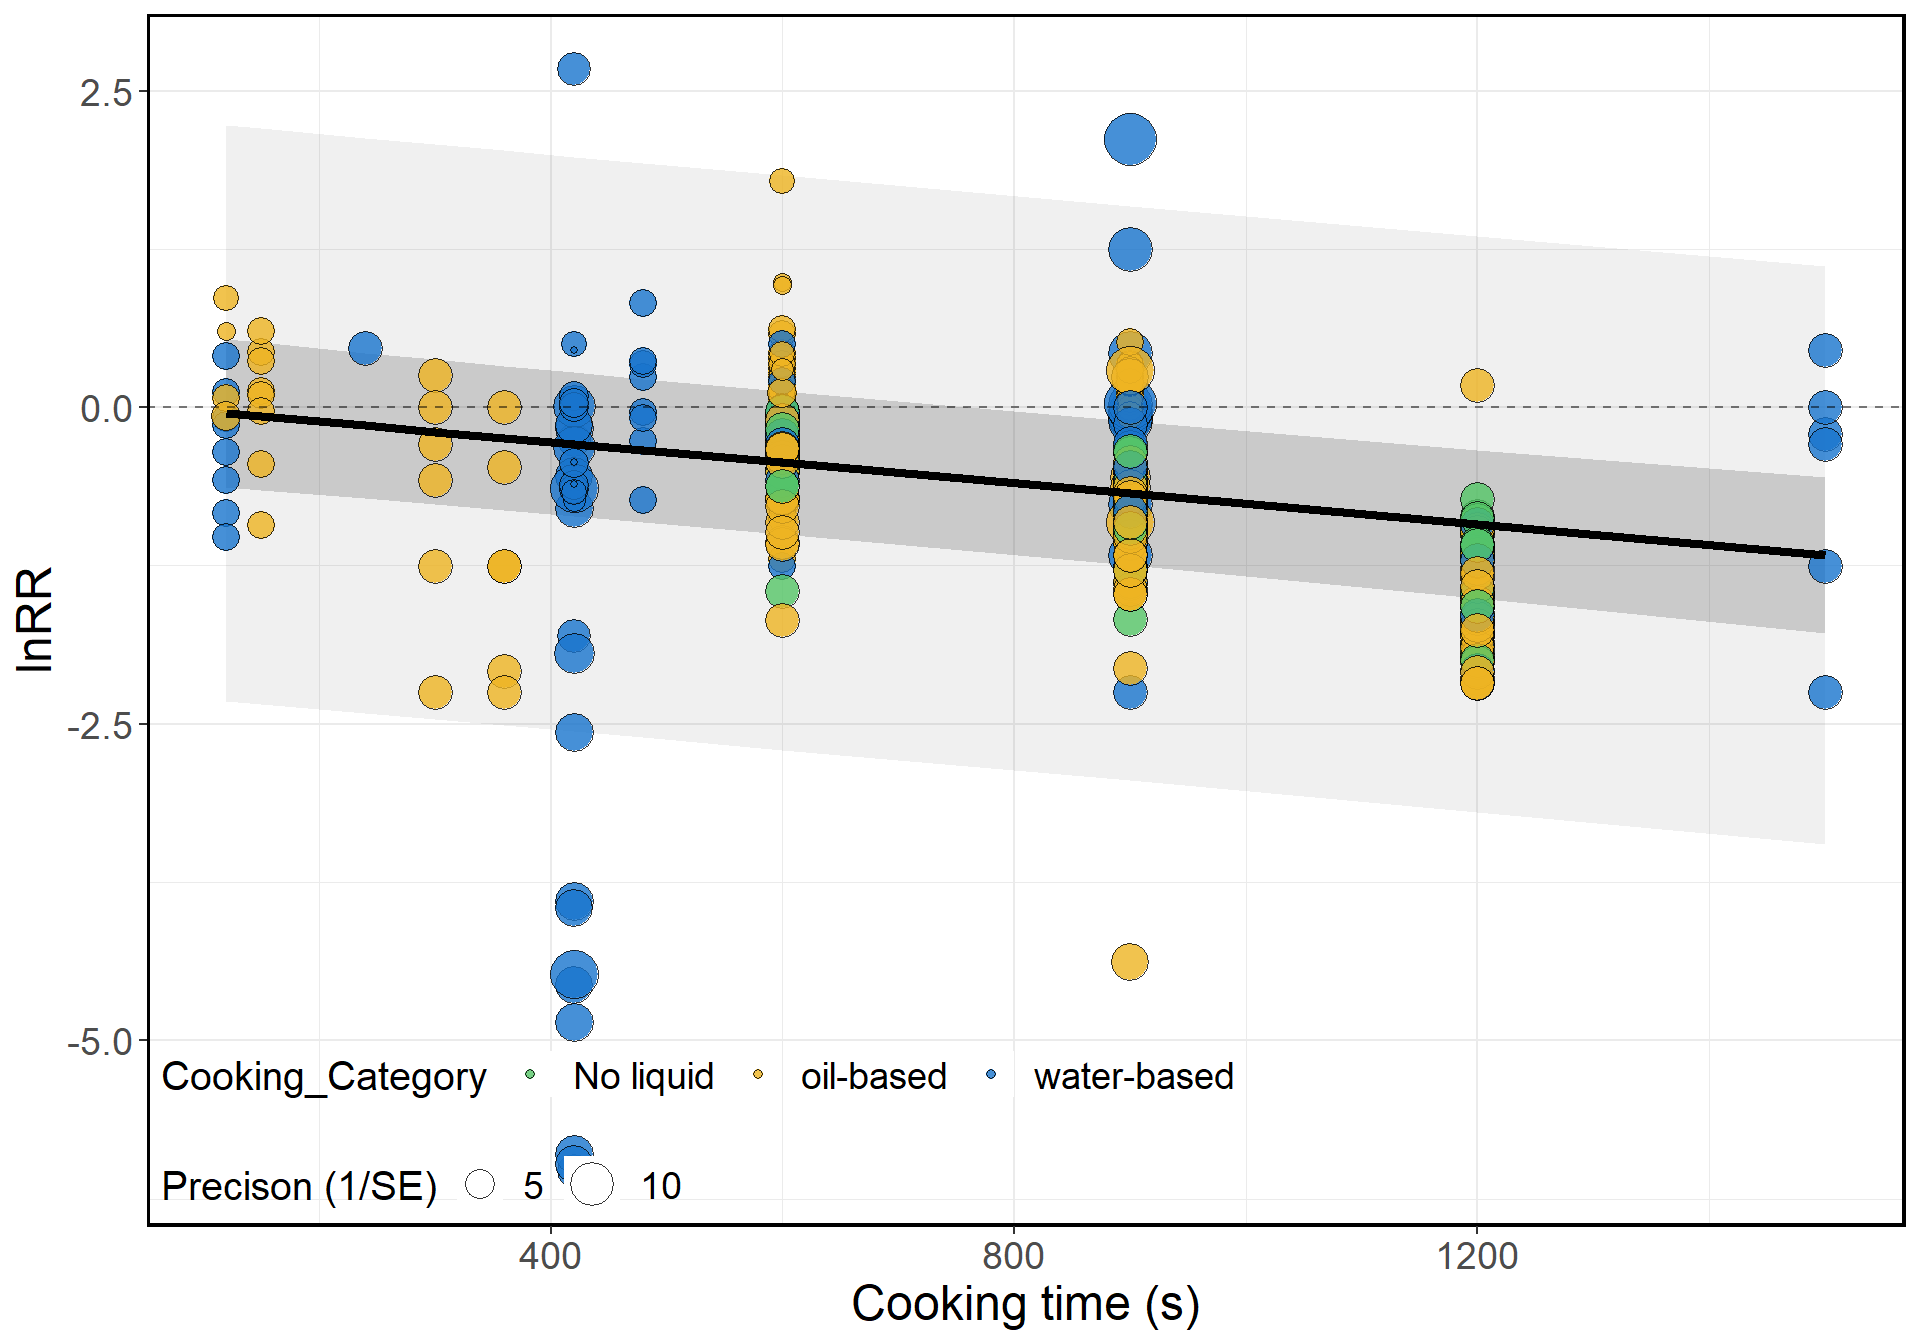 2.5
0.0
-2.5
-5.0
lnRR
Cooking_Category No liquid oil-based water-based
Precison (1/SE) 5 10
400 800 1200
Cooking time (s)